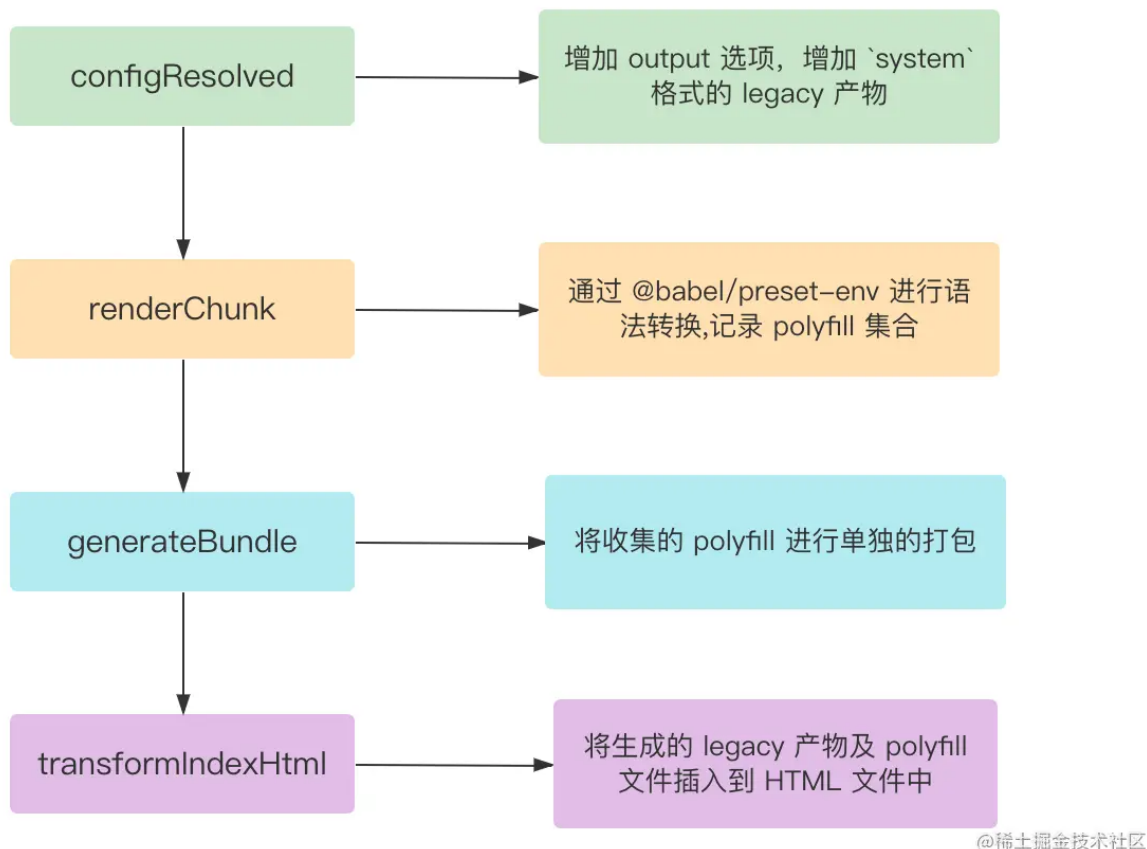 configResolved
增加 output 选项，增加 `system`
格式的 legacy 产物
renderChunk
通过 @babel/preset-env 进行语
法转换,记录 polyfill 集合
generateBundle
将收集的 polyfill 进行单独的打包
transformIndexHtml
将生成的 legacy 产物及 polyfill
文件插入到 HTML 文件中
@稀土掘金技术社区